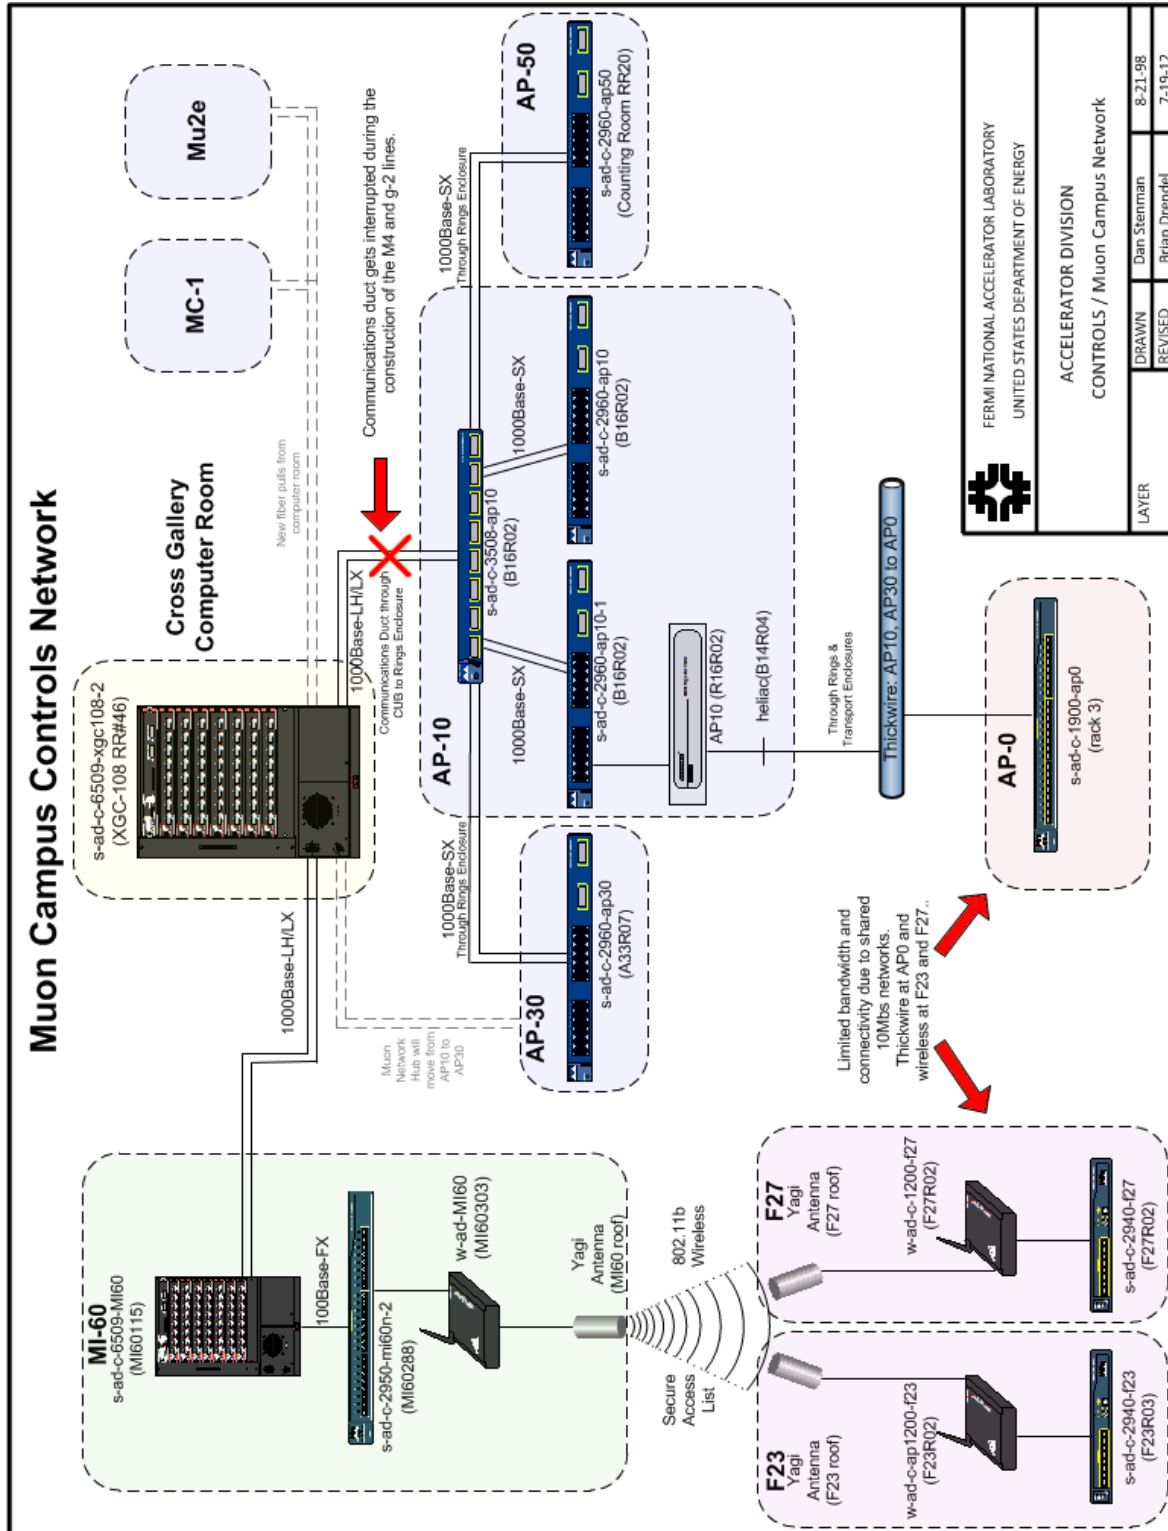 Muon Campus Controls Network
MI-60
s-ad-c-6509-MI60
(MI60115)
100Base-FX
s-ad-c-2950-mi60n-2
(MI60288)
w-ad-MI60
(MI60303)
Yagi
Antenna
(MI60 roof)
Secure
Access
List
802.11b
Wireless
F23
Yagi
Antenna
(F23 roof)
w-ad-c-ap1200-f23
(F23R02)
s-ad-c-2940-f23
(F23R03)
F27
Yagi
Antenna
(F27 roof)
w-ad-c-1200-f27
(F27R02)
s-ad-c-2940-f27
(F27R02)
1000Base-LH/LX
s-ad-c-6509-xgc108-2
(XGC-108 RR#46)
Cross Gallery
Computer Room
New fiber pulls from
computer room
MC-1
Mu2e
1000Base-LH/LX
Communications Duct through
CUB to Rings Enclosure
Communications duct gets interrupted during the
construction of the M4 and g-2 lines.
Muon
Network
Hub will
move from
AP10 to
AP30
AP-30
s-ad-c-2960-ap30
(A33R07)
1000Base-SX
Through Rings Enclosure
AP-10
s-ad-c-3508-ap10
(B16R02)
1000Base-SX
1000Base-SX
s-ad-c-2960-ap10-1
(B16R02)
s-ad-c-2960-ap10
(B16R02)
AP10 (R16R02)
heliac(B14R04)
1000Base-SX
Through Rings Enclosure
AP-50
s-ad-c-2960-ap50
(Counting Room RR20)
Through Rings &
Transport Enclosures
Thickwire: AP10, AP30 to AP0
AP-0
s-ad-c-1900-ap0
(rack 3)
Limited bandwidth and
connectivity due to shared
10Mbs networks.
Thickwire at AP0 and
wireless at F23 and F27..
FERMI NATIONAL ACCELERATOR LABORATORY
UNITED STATES DEPARTMENT OF ENERGY
ACCELERATOR DIVISION
CONTROLS / Muon Campus Network
LAYER
DRAWN Dan Stenman 8-21-98
REVISED Brian Drendel 7-19-12